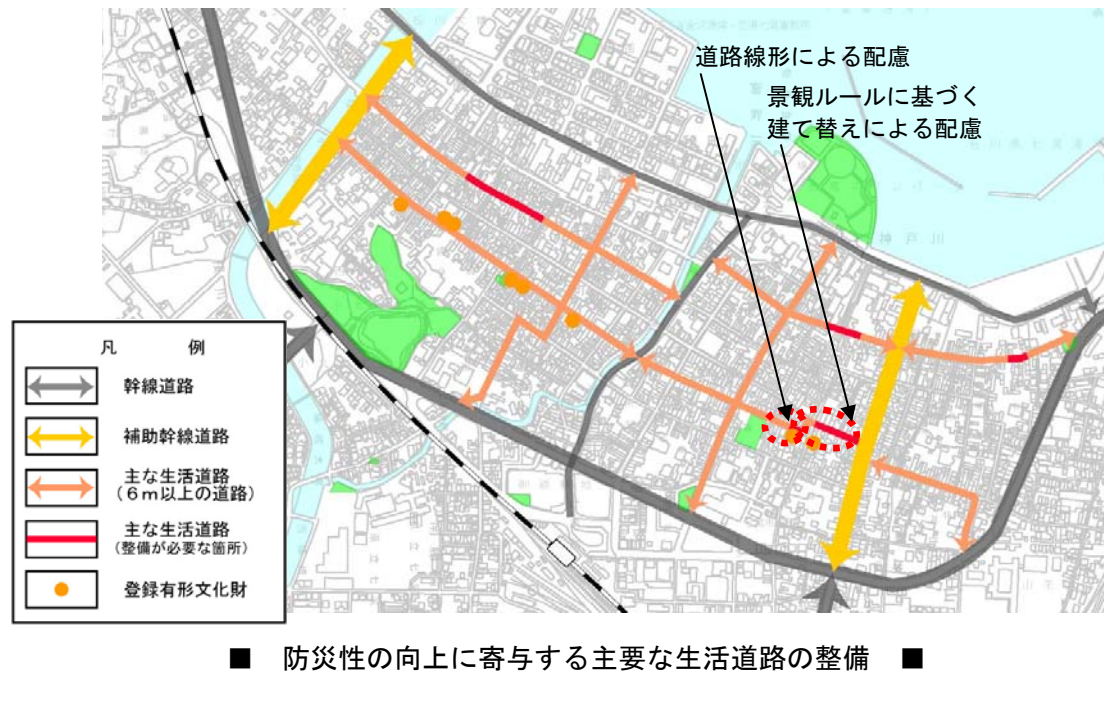 道路線形による配慮
景観ルールに基づく
建て替えによる配慮
神戸川
凡 例
幹線道路
補助幹線道路
主な生活道路
(6m以上の道路)
主な生活道路
(整備が必要な箇所)
登録有形文化財
■ 防災性の向上に寄与する主要な生活道路の整備 ■